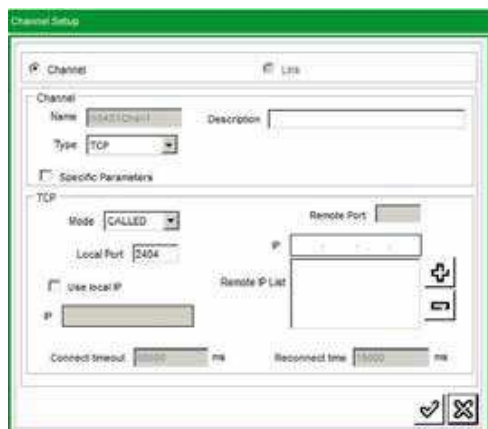 Channel Setup
Channel Link
Channel
Name Description
Type TCP
Specific Parameters
TCP
Mode CALLED Remote Port
Local Port 2404 IP
Use local IP Remote IP List
IP
Connect timeout ms Reconnect time ms